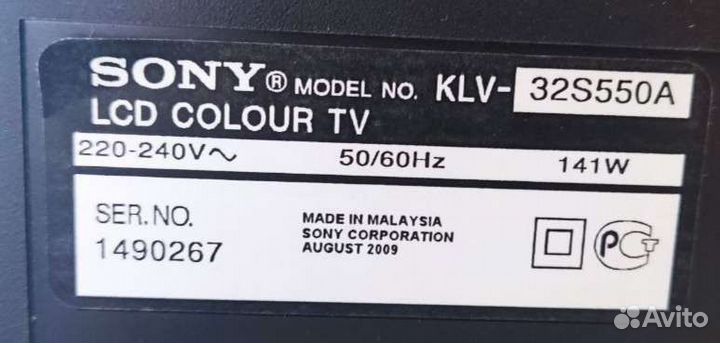 SONY® MODEL NO. KLV-32S550A
LCD COLOUR TV
220-240V~ 50/60Hz 141W
SER.NO.
1490267
MADE IN MALAYSIA
SONY CORPORATION
AUGUST 2009
РСТ
Avito